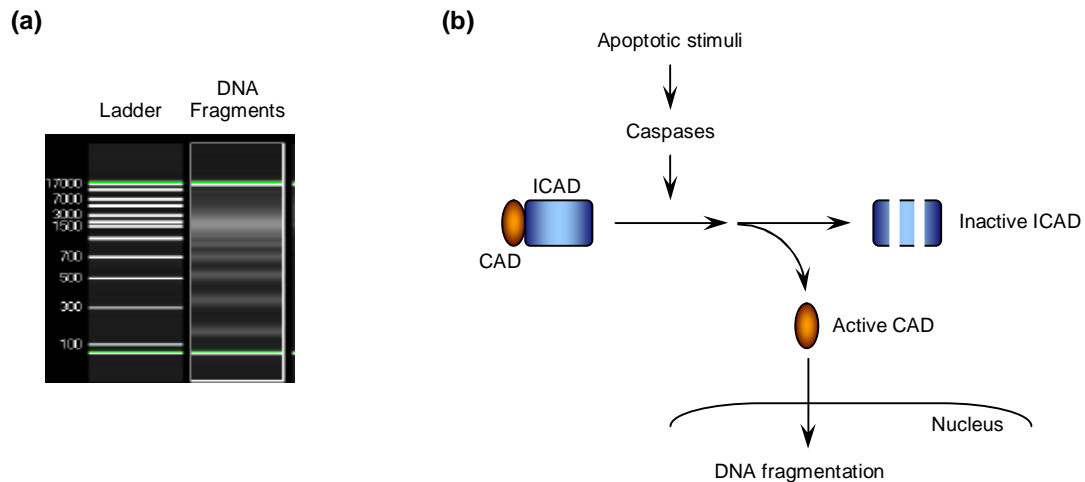 (a)
Ladder
DNA
Fragments
17000
7000
3000
1500
700
500
300
100
(b)
Apoptotic stimuli
Caspases
ICAD
CAD
Inactive ICAD
Active CAD
Nucleus
DNA fragmentation